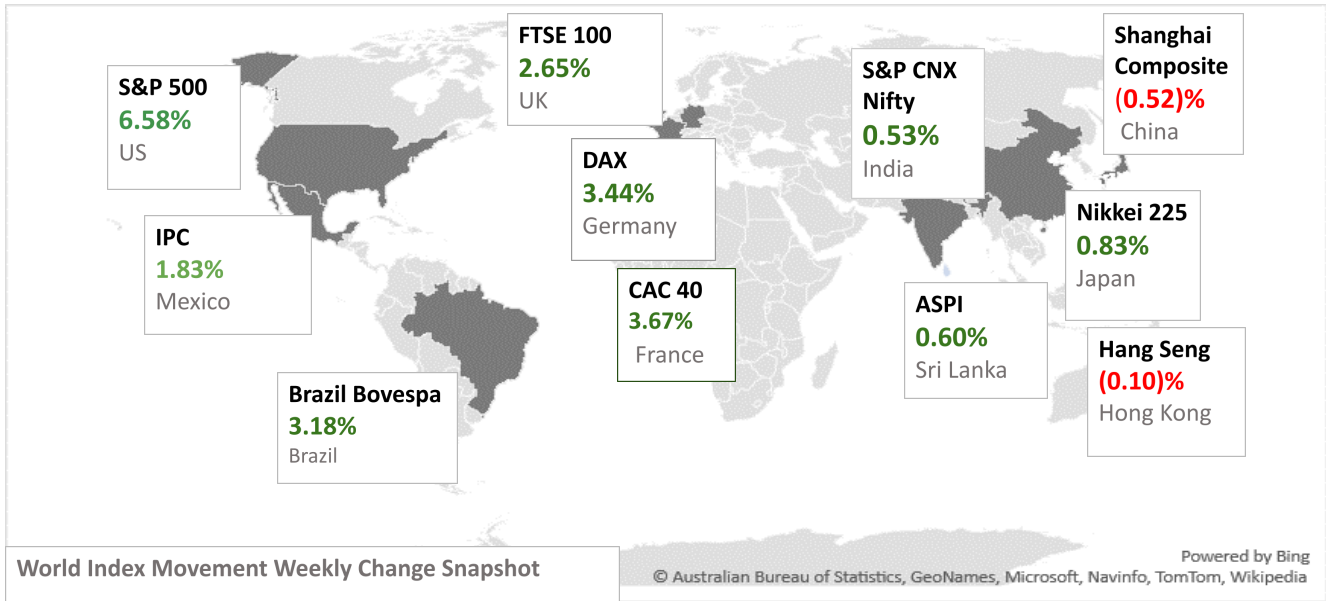 S&P 500
6.58%
US
FTSE 100
2.65%
UK
S&P CNX
Nifty
0.53%
India
Shanghai
Composite
(0.52)%
China
DAX
3.44%
Germany
IPC
1.83%
Mexico
Nikkei 225
0.83%
Japan
CAC 40
3.67%
France
ASPI
0.60%
Sri Lanka
Hang Seng
(0.10)%
Hong Kong
Brazil Bovespa
3.18%
Brazil
World Index Movement Weekly Change Snapshot
Powered by Bing
© Australian Bureau of Statistics, GeoNames, Microsoft, Navinfo, TomTom, Wikipedia